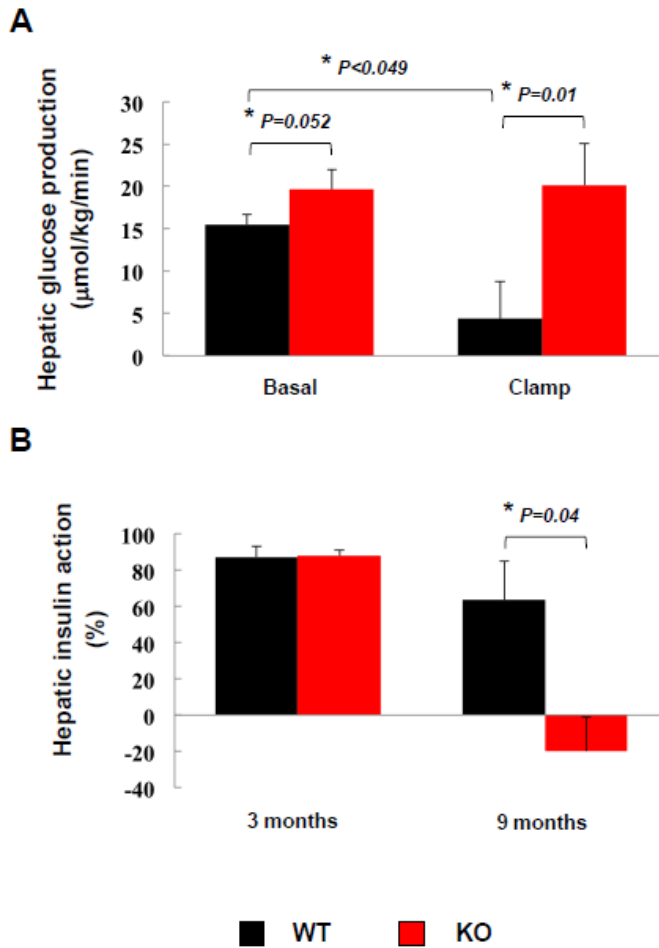 A
* P<0.049
* P=0.052
* P=0.01
Hepatic glucose production
(µmol/kg/min)
30
25
20
15
10
5
0
Basal Clamp
B
* P=0.04
Hepatic insulin action
(%)
100
80
60
40
20
0
-20
-40
3 months 9 months
WT KO